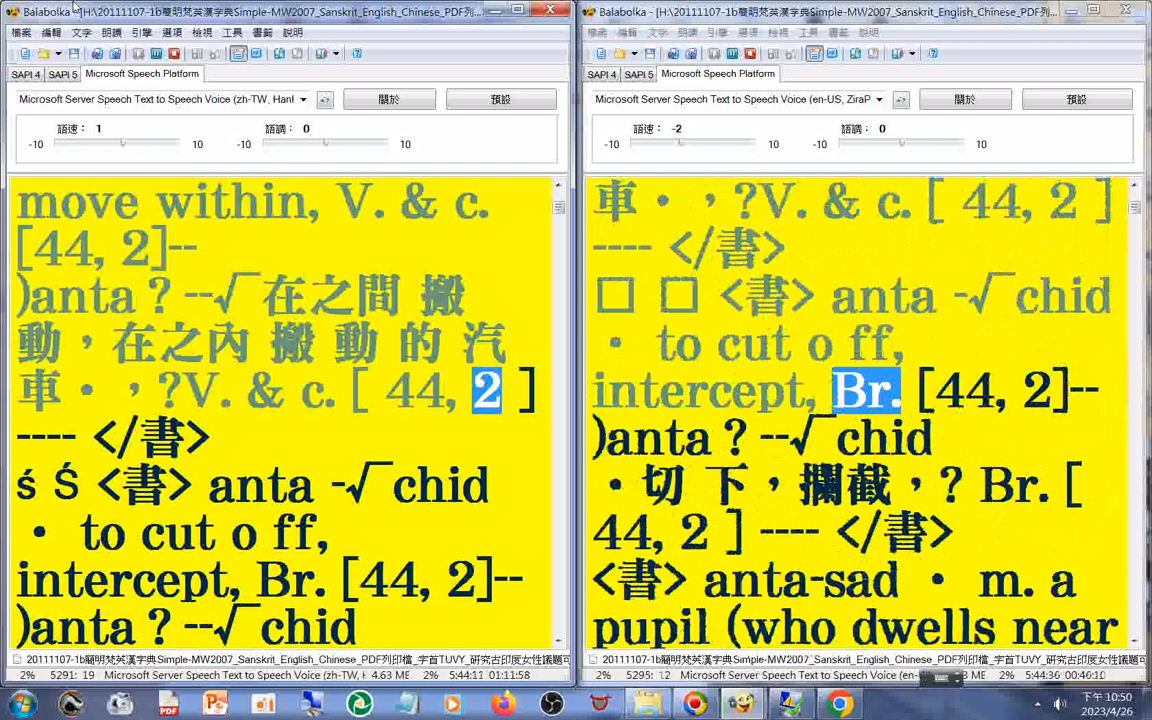 Balabolka - [H:\20111107-1b簡明梵英漢字典Simple-MW2007_Sanskrit_English_Chinese_PDF列...
檔案 編輯 文字 朗讀 引擎 選項 檢視 工具 書籤 說明
SAPI 4 SAPI 5 Microsoft Speech Platform
Microsoft Server Speech Text to Speech Voice (zh-TW, Han 關於 預設
語速： 1 語調： 0
-10 10 -10 10
move within, V. & c.
[44, 2]--
)anta ? --√在之間 搬
動，在之內 搬 動 的 汽
車•，?V. & c. [ 44, 2 ]
---- </書>
ś Ś <書> anta -√chid
• to cut o ff,
intercept, Br. [44, 2]--
)anta ? --√chid
20111107-1b簡明梵英漢字典Simple-MW2007_Sanskrit_English_Chinese_PDF列印檔_字首TUVY_研究古印度女性議題可
2% 5291: 19 Microsoft Server Speech Text to Speech Voice (zh-TW, H 4.63 ME 2% 5:44:11 01:11:58
Balabolka - [H:\20111107-1b簡明梵英漢字典Simple-MW2007_Sanskrit_English_Chinese_PDF列印...
檔案 編輯 文字 朗讀 引擎 選項 檢視 工具 書籤 說明
SAPI 4 SAPI 5 Microsoft Speech Platform
Microsoft Server Speech Text to Speech Voice (en-US, ZiraP 關於 預設
語速： -2 語調： 0
-10 10 -10 10
車•，?V. & c. [ 44, 2 ]
---- </書>
□ □ <書> anta -√chid
• to cut o ff,
intercept, Br. [44, 2]--
)anta ? --√chid
•切 下，攔截，? Br. [
44, 2 ] ---- </書>
<書> anta-sad • m. a
pupil (who dwells near
20111107-1b簡明梵英漢字典Simple-MW2007_Sanskrit_English_Chinese_PDF列印檔_字首TUVY_研究古印度女性議題可
2% 5295: 12 Microsoft Server Speech Text to Speech Voice 4.63 ME 2% 5:44:36 00:46:10
下午 10:50
2023/4/26